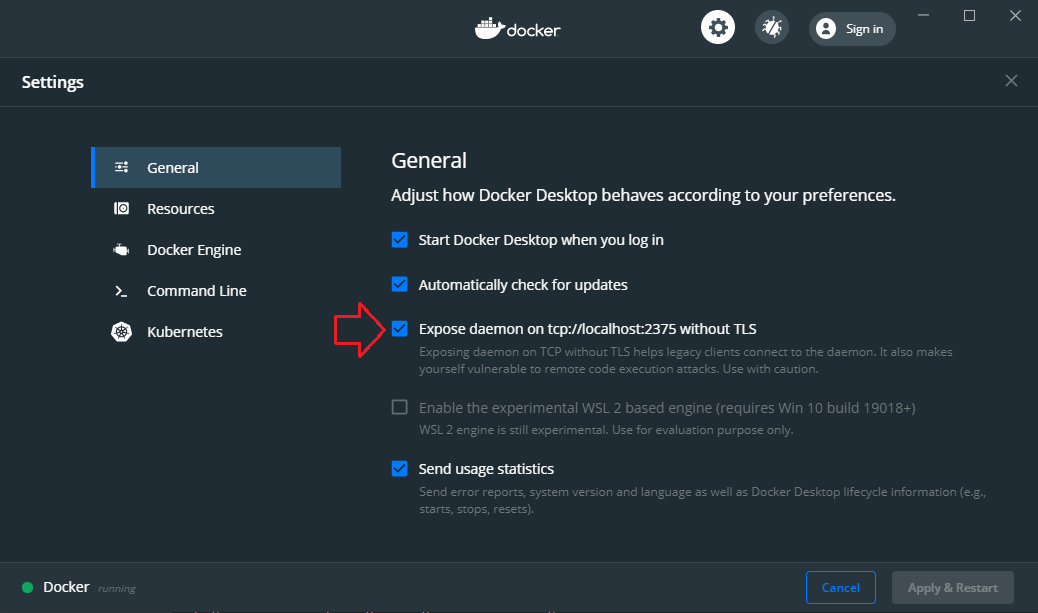 docker
Sign in
Settings
General
Resources
Docker Engine
Command Line
Kubernetes
General
Adjust how Docker Desktop behaves according to your preferences.
Start Docker Desktop when you log in
Automatically check for updates
Expose daemon on tcp://localhost:2375 without TLS
Exposing daemon on TCP without TLS helps legacy clients connect to the daemon. It also makes
yourself vulnerable to remote code execution attacks. Use with caution.
Enable the experimental WSL 2 based engine (requires Win 10 build 19018+)
WSL 2 engine is still experimental. Use for evaluation purpose only.
Send usage statistics
Send error reports, system version and language as well as Docker Desktop lifecycle information (e.g.,
starts, stops, resets).
Docker running
Cancel
Apply & Restart